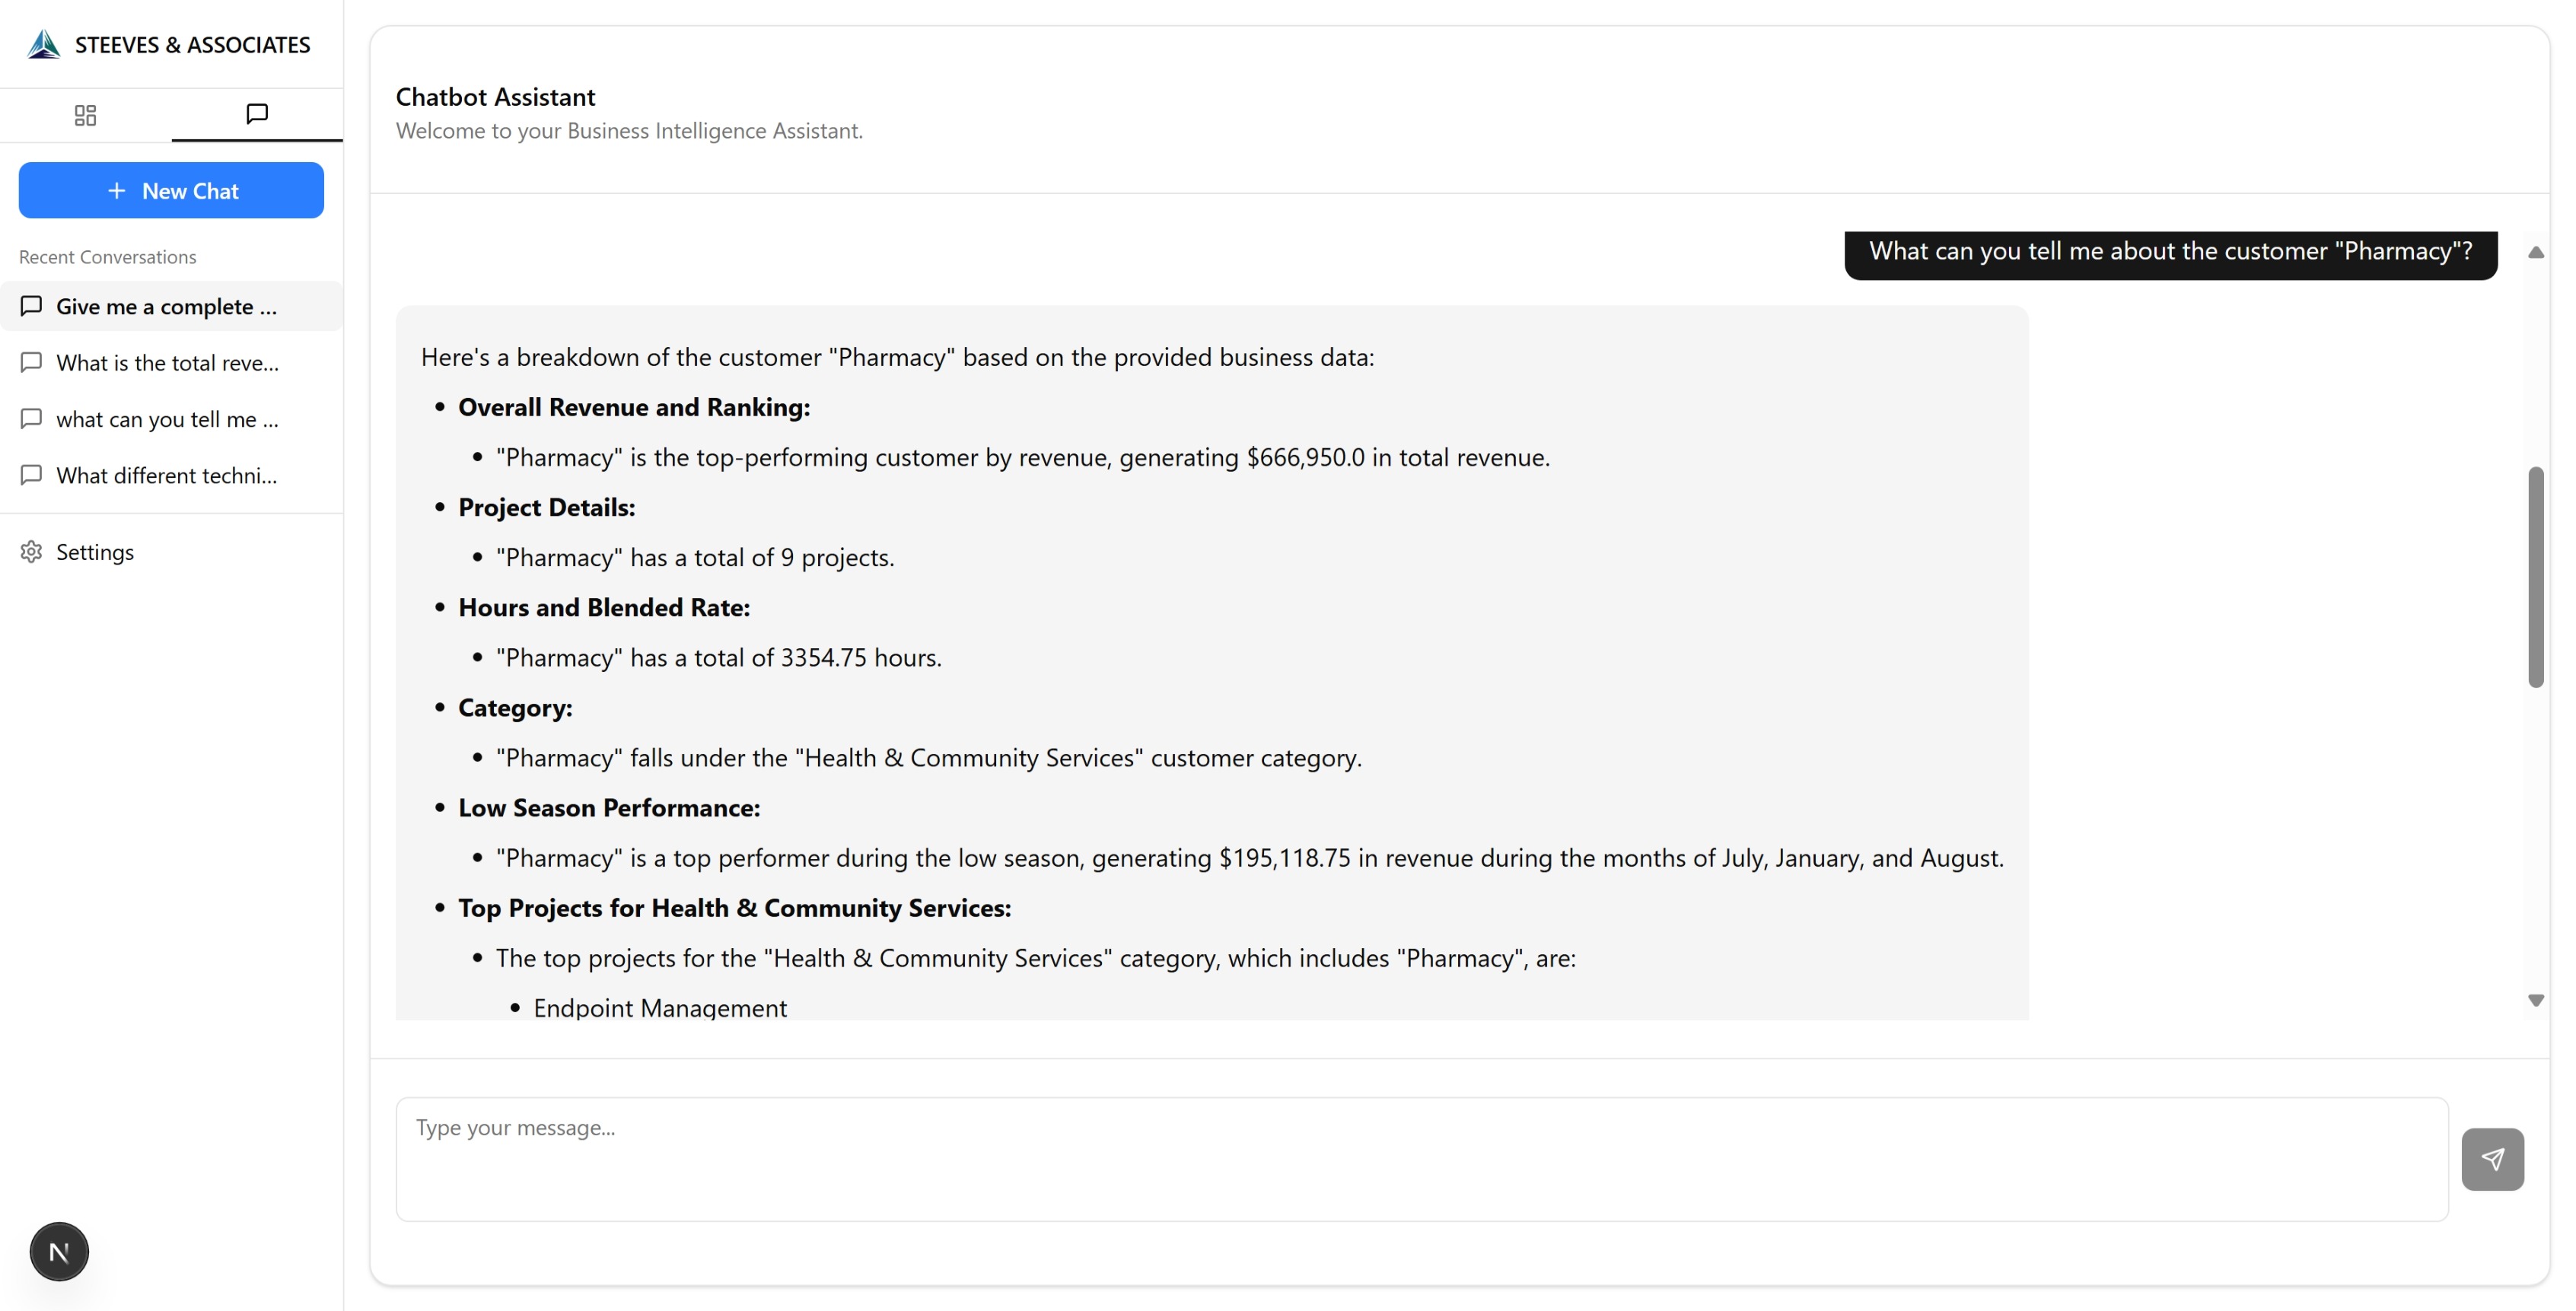 STEEVES & ASSOCIATES
New Chat
Recent Conversations
Give me a complete ...
What is the total reve...
what can you tell me ...
What different techni...
Settings
N
Chatbot Assistant
Welcome to your Business Intelligence Assistant.
What can you tell me about the customer "Pharmacy"?
Here's a breakdown of the customer "Pharmacy" based on the provided business data:
Overall Revenue and Ranking:
"Pharmacy" is the top-performing customer by revenue, generating $666,950.0 in total revenue.
Project Details:
"Pharmacy" has a total of 9 projects.
Hours and Blended Rate:
"Pharmacy" has a total of 3354.75 hours.
Category:
"Pharmacy" falls under the "Health & Community Services" customer category.
Low Season Performance:
"Pharmacy" is a top performer during the low season, generating $195,118.75 in revenue during the months of July, January, and August.
Top Projects for Health & Community Services:
The top projects for the "Health & Community Services" category, which includes "Pharmacy", are:
Endpoint Management
Type your message...